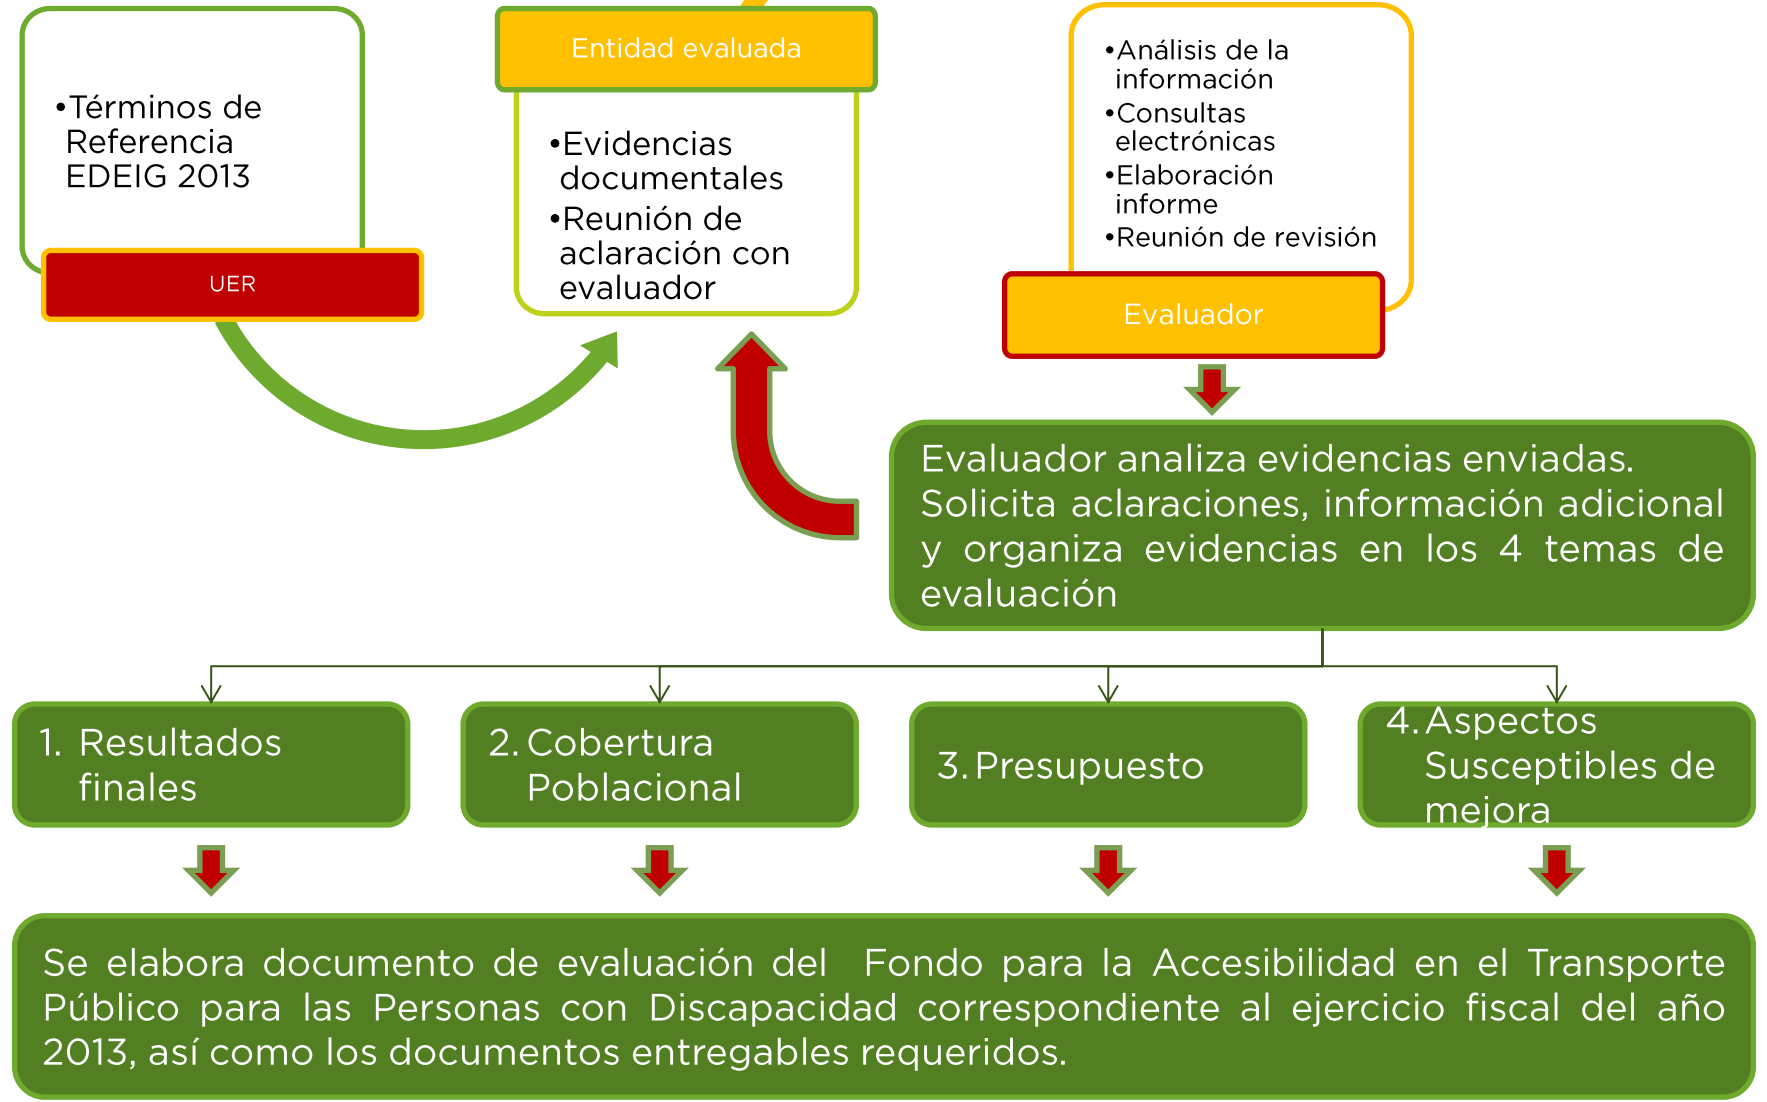 •Términos de
Referencia
EDEIG 2013
UER
Entidad evaluada
•Evidencias
documentales
•Reunión de
aclaración con
evaluador
•Análisis de la
información
•Consultas
electrónicas
•Elaboración
informe
•Reunión de revisión
Evaluador
Evaluador analiza evidencias enviadas.
Solicita aclaraciones, información adicional
y organiza evidencias en los 4 temas de
evaluación
1. Resultados
finales
2. Cobertura
Poblacional
3. Presupuesto
4. Aspectos
Susceptibles de
mejora
Se elabora documento de evaluación del Fondo para la Accesibilidad en el Transporte
Público para las Personas con Discapacidad correspondiente al ejercicio fiscal del año
2013, así como los documentos entregables requeridos.